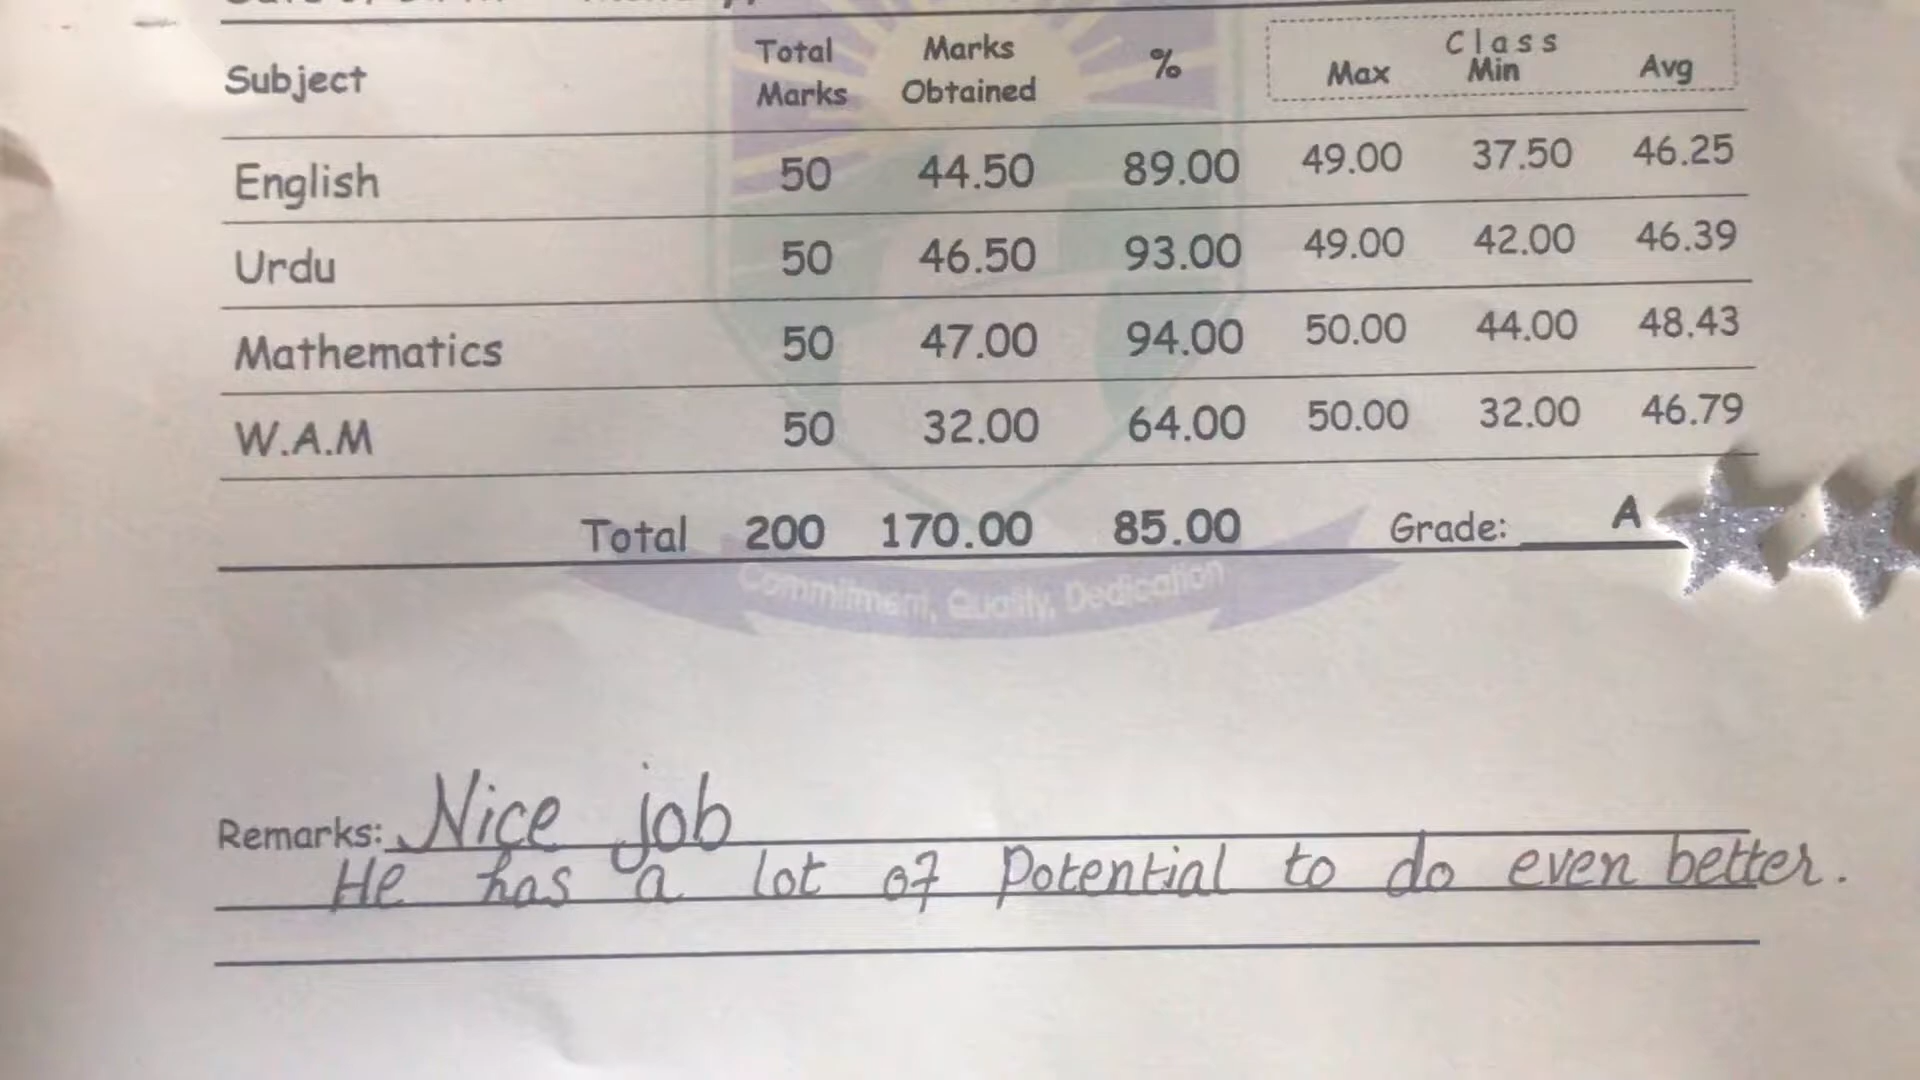 Subject Total Marks Marks Obtained % Class Max Min Avg
English 50 44.50 89.00 49.00 37.50 46.25
Urdu 50 46.50 93.00 49.00 42.00 46.39
Mathematics 50 47.00 94.00 50.00 44.00 48.43
W.A.M 50 32.00 64.00 50.00 32.00 46.79
Total 200 170.00 85.00 Grade: A
Commitment, Quality, Dedication
Remarks: Nice job
He has a lot of Potential to do even better.